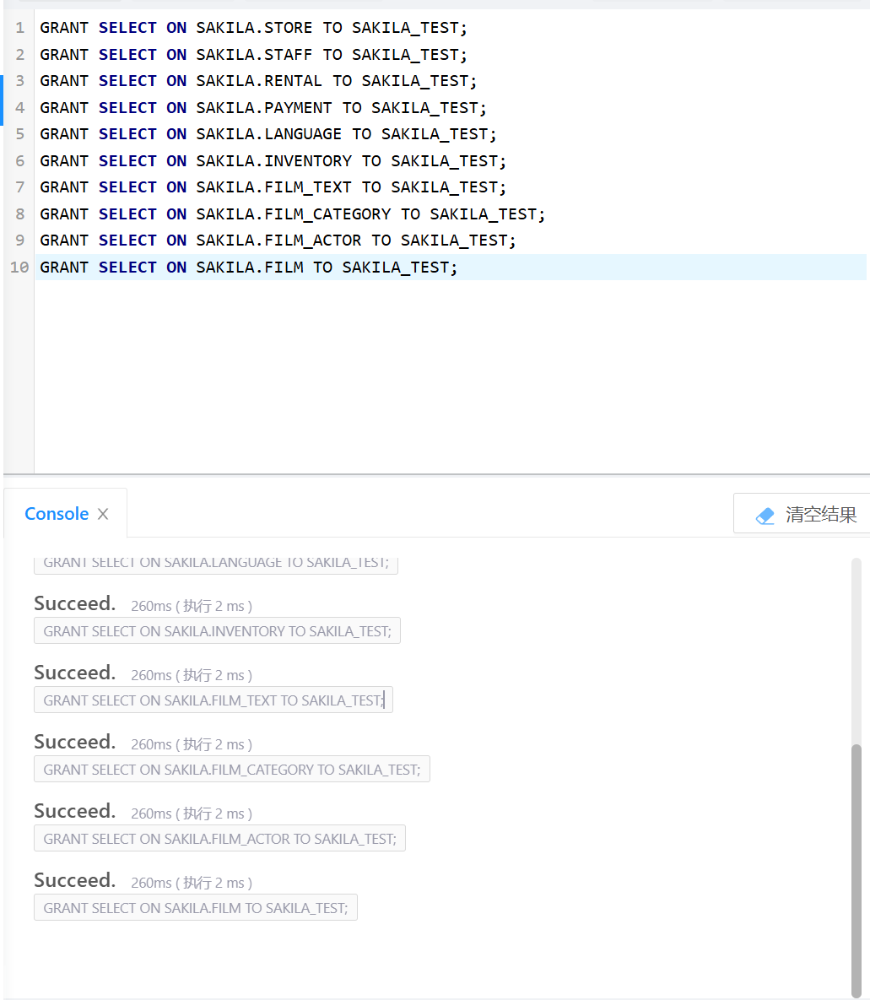 1 GRANT SELECT ON SAKILA.STORE TO SAKILA_TEST;
2 GRANT SELECT ON SAKILA.STAFF TO SAKILA_TEST;
3 GRANT SELECT ON SAKILA.RENTAL TO SAKILA_TEST;
4 GRANT SELECT ON SAKILA.PAYMENT TO SAKILA_TEST;
5 GRANT SELECT ON SAKILA.LANGUAGE TO SAKILA_TEST;
6 GRANT SELECT ON SAKILA.INVENTORY TO SAKILA_TEST;
7 GRANT SELECT ON SAKILA.FILM_TEXT TO SAKILA_TEST;
8 GRANT SELECT ON SAKILA.FILM_CATEGORY TO SAKILA_TEST;
9 GRANT SELECT ON SAKILA.FILM_ACTOR TO SAKILA_TEST;
10 GRANT SELECT ON SAKILA.FILM TO SAKILA_TEST;
Console
清空结果
GRANT SELECT ON SAKILA.LANGUAGE TO SAKILA_TEST;
Succeed. 260ms ( 执行 2 ms )
GRANT SELECT ON SAKILA.INVENTORY TO SAKILA_TEST;
Succeed. 260ms ( 执行 2 ms )
GRANT SELECT ON SAKILA.FILM_TEXT TO SAKILA_TEST;
Succeed. 260ms ( 执行 2 ms )
GRANT SELECT ON SAKILA.FILM_CATEGORY TO SAKILA_TEST;
Succeed. 260ms ( 执行 2 ms )
GRANT SELECT ON SAKILA.FILM_ACTOR TO SAKILA_TEST;
Succeed. 260ms ( 执行 2 ms )
GRANT SELECT ON SAKILA.FILM TO SAKILA_TEST;